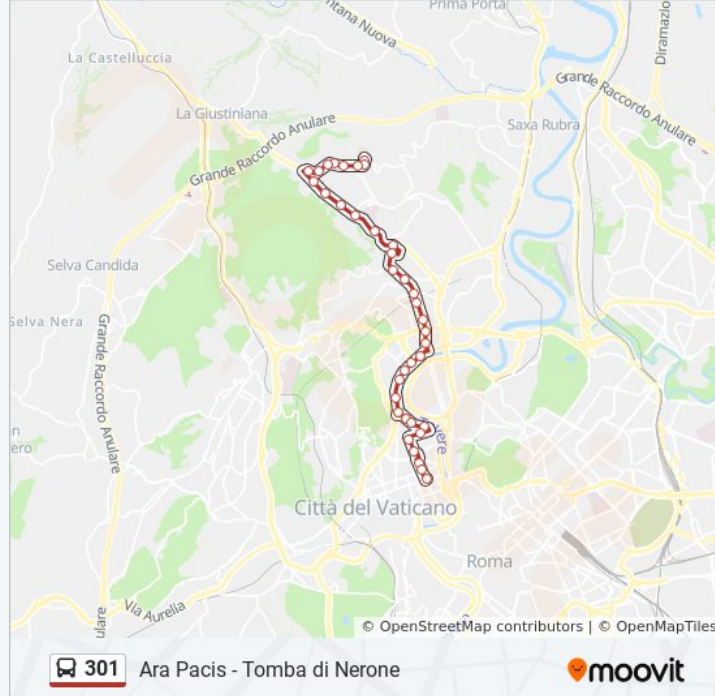 Prima Porta
ntana Nuova
Diramazio
La Castelluccia
Grande Raccordo Anulare
La Giustiniana
Saxa Rubra
Grande Raccordo Anulare
Selva Candida
Selva Nera
Grande Raccordo Anulare
evere
Città del Vaticano
Roma
Via Aurelia
ulare
© OpenStreetMap contributors | © OpenMapTiles
301 Ara Pacis - Tomba di Nerone
moovit